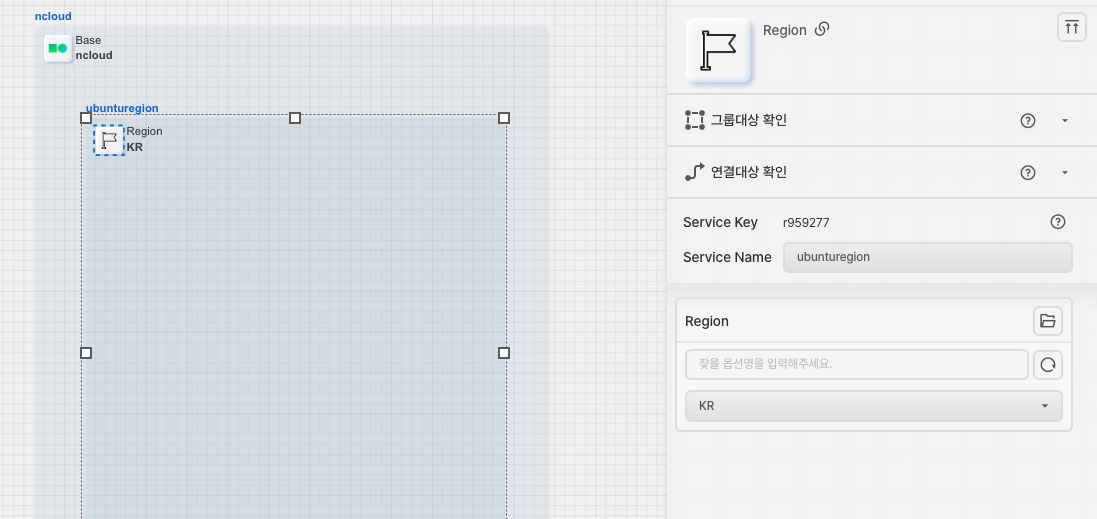 ncloud
Base
ncloud
ubunturegion
Region
KR
Region
그룹대상 확인
연결대상 확인
Service Key r959277
Service Name ubunturegion
Region
찾을 옵션명을 입력해주세요.
KR